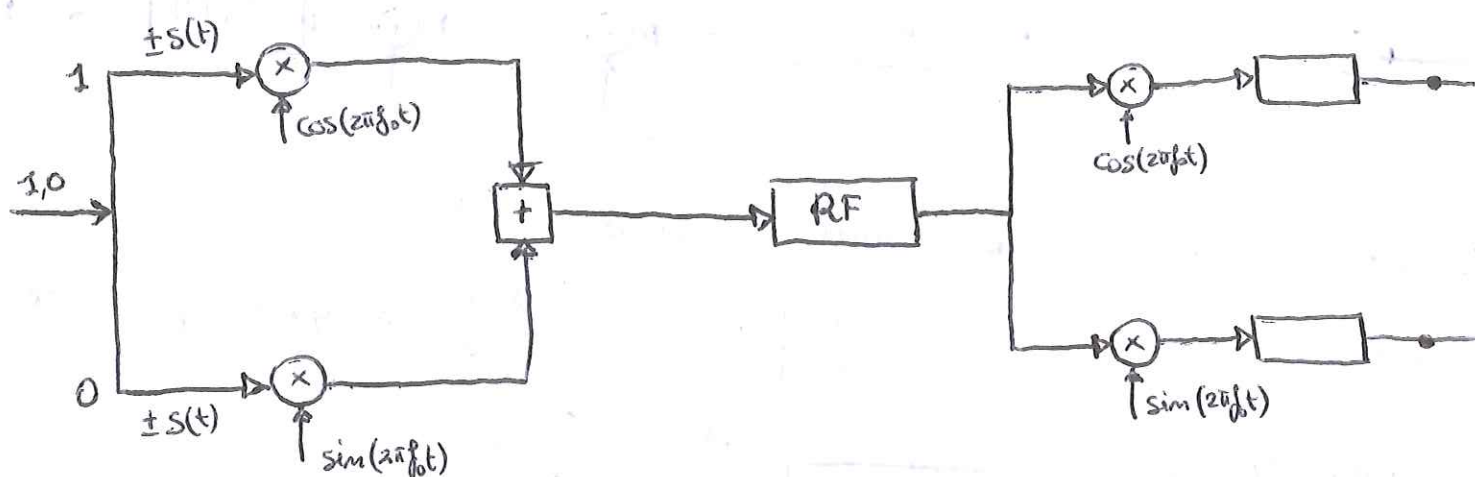 ±S(t)
1
×
cos(2πf₀t)
1,0
+
0
±S(t)
×
sin(2πf₀t)
RF
×
cos(2πf₀t)
×
sin(2πf₀t)